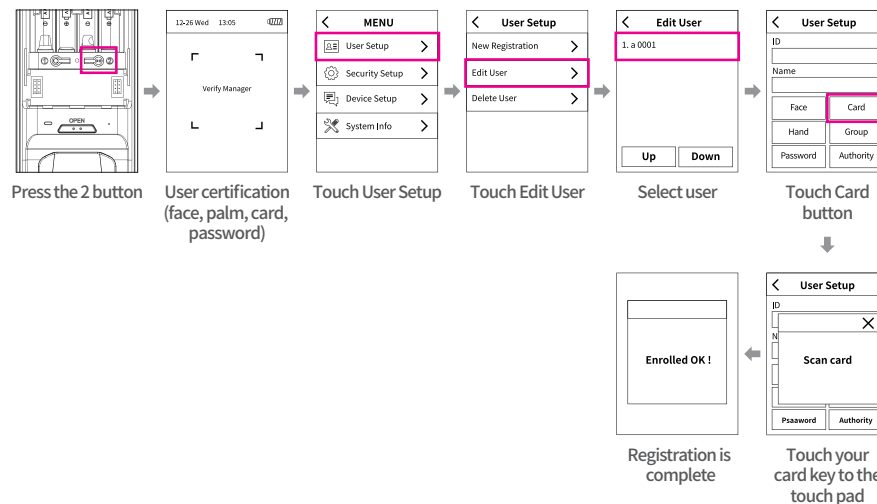 OPEN
Press the 2 button
12-26 Wed 13:05
Verify Manager
User certification
(face, palm, card,
password)
MENU
User Setup
Security Setup
Device Setup
System Info
Touch User Setup
User Setup
New Registration
Edit User
Delete User
Touch Edit User
Edit User
1. a 0001
Up Down
Select user
User Setup
ID
Name
Face Card
Hand Group
Password Authority
Touch Card
button
User Setup
ID
N
Scan card
Psaaword Authority
Touch your
card key to the
touch pad
Enrolled OK !
Registration is
complete